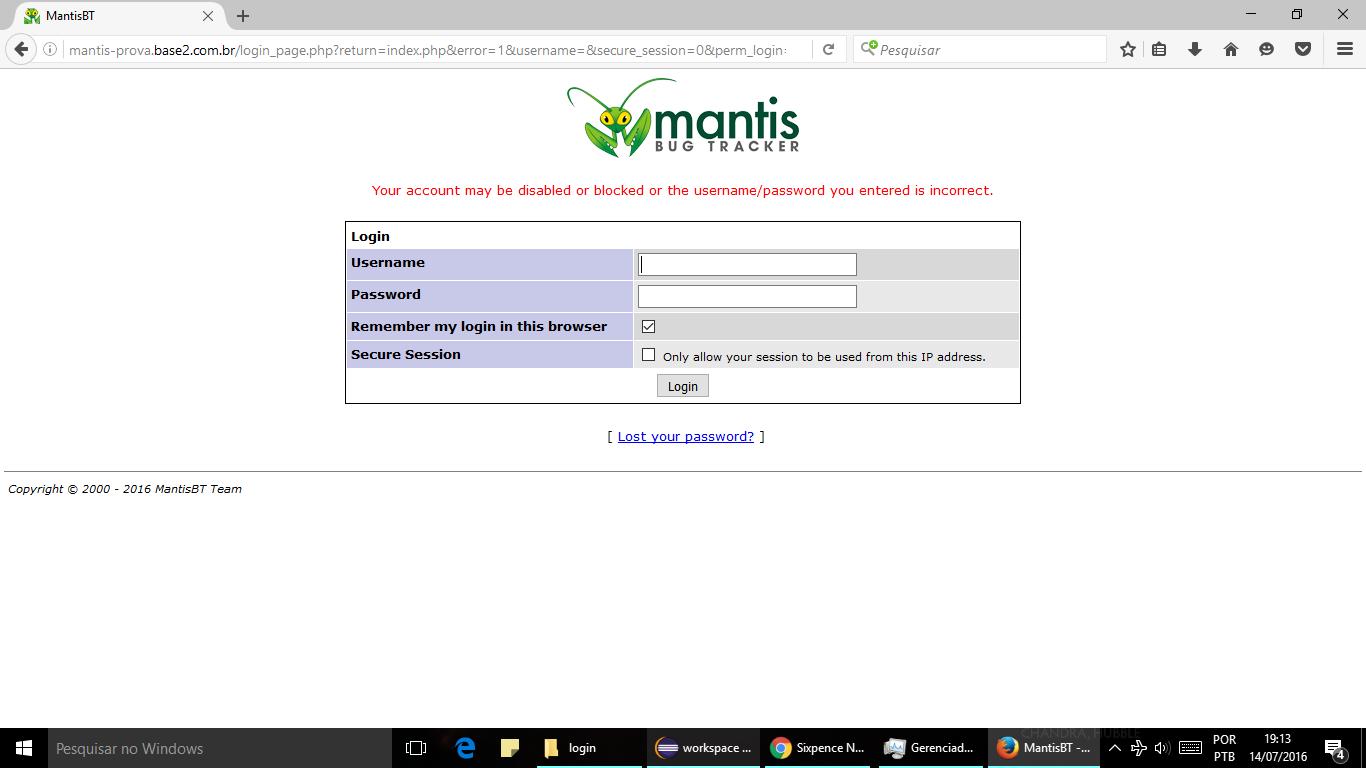 MantisBT
mantis-prova.base2.com.br/login_page.php?return=index.php&error=1&username=&secure_session=0&perm_login:
Pesquisar
mantis
BUG TRACKER
Your account may be disabled or blocked or the username/password you entered is incorrect.
Login
Username
Password
Remember my login in this browser
Secure Session
Only allow your session to be used from this IP address.
Login
[ Lost your password? ]
Copyright © 2000 - 2016 MantisBT Team
CHANDRA, HUBBLE
Pesquisar no Windows
login
workspace ...
Sixpence N...
Gerenciad...
MantisBT -...
POR
PTB
19:13
14/07/2016
4